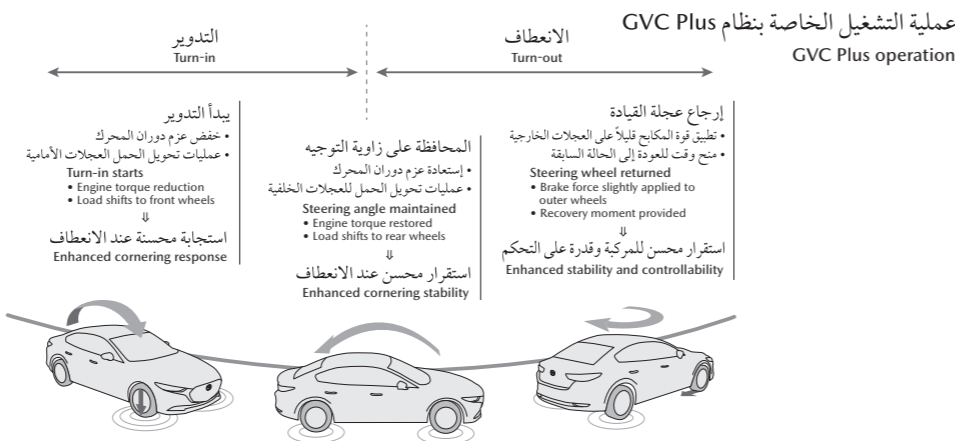 عملية التشغيل الخاصة بنظام GVC Plus
GVC Plus operation
التدوير
Turn-in
الانعطاف
Turn-out
يبدأ التدوير
• خفض عزم دوران المحرك
• عمليات تحويل الحمل العجلات الأمامية
Turn-in starts
• Engine torque reduction
• Load shifts to front wheels
⇓
استجابة محسنة عند الانعطاف
Enhanced cornering response
المحافظة على زاوية التوجيه
• إستعادة عزم دوران المحرك
• عمليات تحويل الحمل للعجلات الخلفية
Steering angle maintained
• Engine torque restored
• Load shifts to rear wheels
⇓
استقرار محسن عند الانعطاف
Enhanced cornering stability
إرجاع عجلة القيادة
• تطبيق قوة المكابح قليلاً على العجلات الخارجية
• منح وقت للعودة إلى الحالة السابقة
Steering wheel returned
• Brake force slightly applied to
outer wheels
• Recovery moment provided
⇓
استقرار محسن للمركبة وقدرة على التحكم
Enhanced stability and controllability